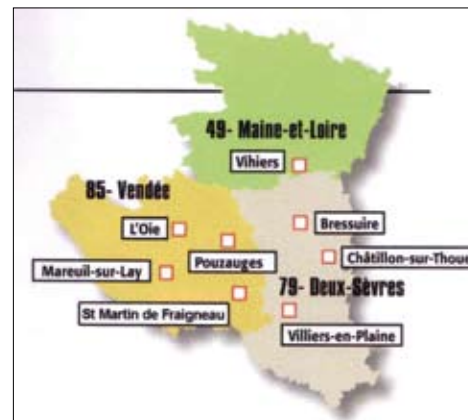 49- Maine-et-Loire
Vihiers
85- Vendée
L'Oie
Bressuire
Pouzauges
Châtillon-sur-Thouet
Mareuil-sur-Lay
79- Deux-Sèvres
St Martin de Fraigneau
Villiers-en-Plaine